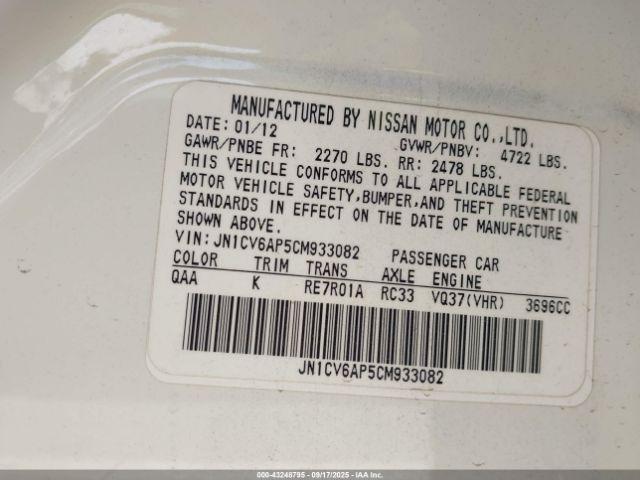 MANUFACTURED BY NISSAN MOTOR CO.,LTD.
DATE: 01/12 GVWR/PNBV: 4722 LBS.
GAWR/PNBE FR: 2270 LBS. RR: 2478 LBS.
THIS VEHICLE CONFORMS TO ALL APPLICABLE FEDERAL
MOTOR VEHICLE SAFETY,BUMPER,AND THEFT PREVENTION
STANDARDS IN EFFECT ON THE DATE OF MANUFACTURE
SHOWN ABOVE.
VIN:JN1CV6AP5CM933082 PASSENGER CAR
COLOR TRIM TRANS AXLE ENGINE
QAA K RE7R01A RC33 VQ37(VHR) 3696CC
JN1CV6AP5CM933082
000-43248795 - 09/17/2025 - IAA Inc.